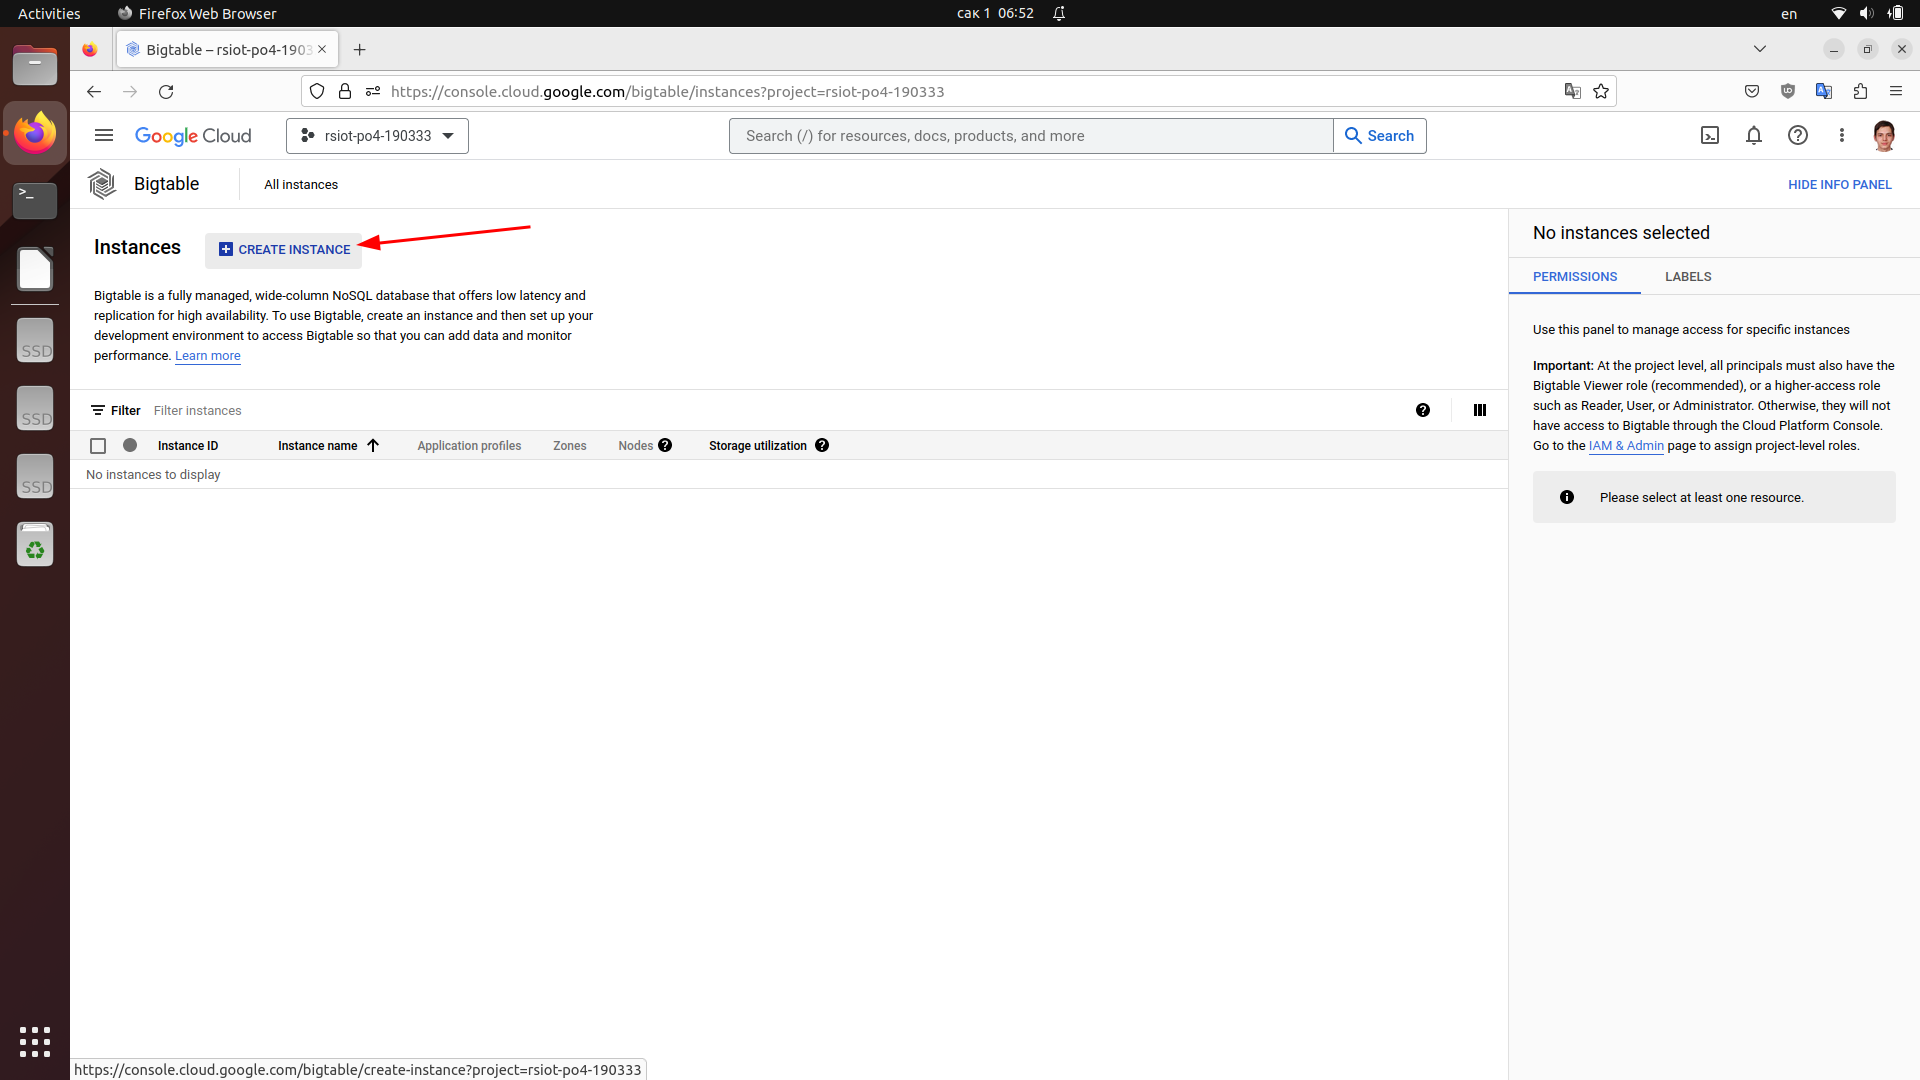 Activities
Firefox Web Browser
сак 1 06:52
en
Bigtable – rsiot-po4-1903
https://console.cloud.google.com/bigtable/instances?project=rsiot-po4-190333
Google Cloud
rsiot-po4-190333
Search (/) for resources, docs, products, and more
Search
Bigtable
All instances
HIDE INFO PANEL
Instances
CREATE INSTANCE
Bigtable is a fully managed, wide-column NoSQL database that offers low latency and
replication for high availability. To use Bigtable, create an instance and then set up your
development environment to access Bigtable so that you can add data and monitor
performance. Learn more
Filter Filter instances
Instance ID Instance name Application profiles Zones Nodes Storage utilization
No instances to display
No instances selected
PERMISSIONS LABELS
Use this panel to manage access for specific instances
Important: At the project level, all principals must also have the
Bigtable Viewer role (recommended), or a higher-access role
such as Reader, User, or Administrator. Otherwise, they will not
have access to Bigtable through the Cloud Platform Console.
Go to the IAM & Admin page to assign project-level roles.
Please select at least one resource.
SSD
SSD
SSD
https://console.cloud.google.com/bigtable/create-instance?project=rsiot-po4-190333